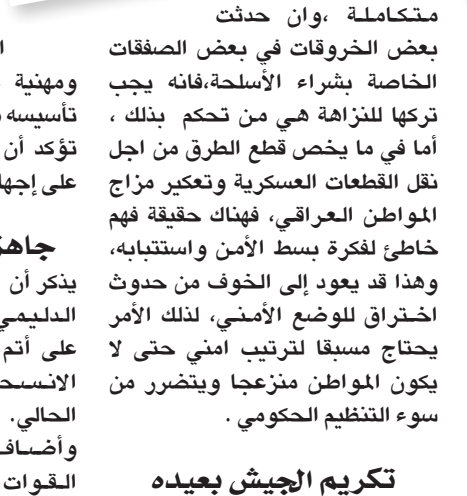 متكاملة ،وان حدثت
بعض الخروقات في بعض الصفقات
الخاصة بشراء الأسلحة،فانه يجب
تركها للنزاهة هي من تحكم بذلك ،
أما في ما يخص قطع الطرق من اجل
نقل القطعات العسكرية وتعكير مزاج
المواطن العراقي، فهناك حقيقة فهم
خاطئ لفكرة بسط الأمن واستتبابه،
وهذا قد يعود إلى الخوف من حدوث
اختراق للوضع الأمني، لذلك الأمر
يحتاج مسبقا لترتيب امني حتى لا
يكون المواطن منزعجا ويتضرر من
سوء التنظيم الحكومي .
تكريم الجيش بعيده
ومهنية
تأسيسه
تؤكد أن
على
يذكر أن
الدليمي
على أتم
الحالي.
القوات